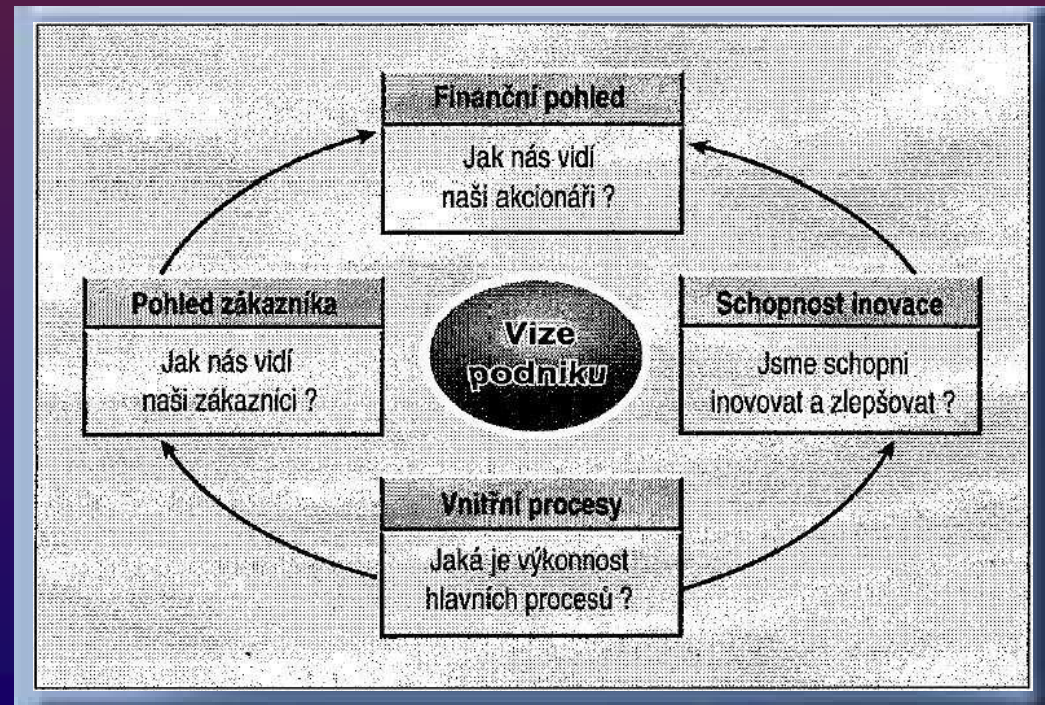 Finanční pohled
Jak nás vidí
naši akcionáři ?
Pohled zákazníka
Jak nás vidí
naši zákazníci ?
Vize
podniku
Schopnost inovace
Jsme schopni
inovovat a zlepšovat ?
Vnitřní procesy
Jaká je výkonnost
hlavních procesů ?